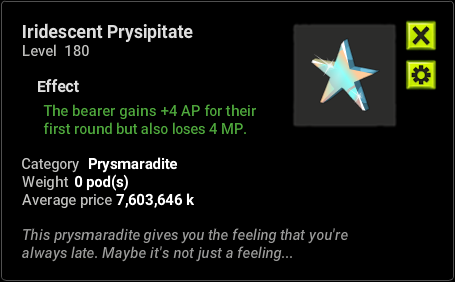 Iridescent Prysipitate
Level 180
Effect
The bearer gains +4 AP for their
first round but also loses 4 MP.
Category Prysmaradite
Weight 0 pod(s)
Average price 7,603,646 k
This prysmaradite gives you the feeling that you're
always late. Maybe it's not just a feeling...